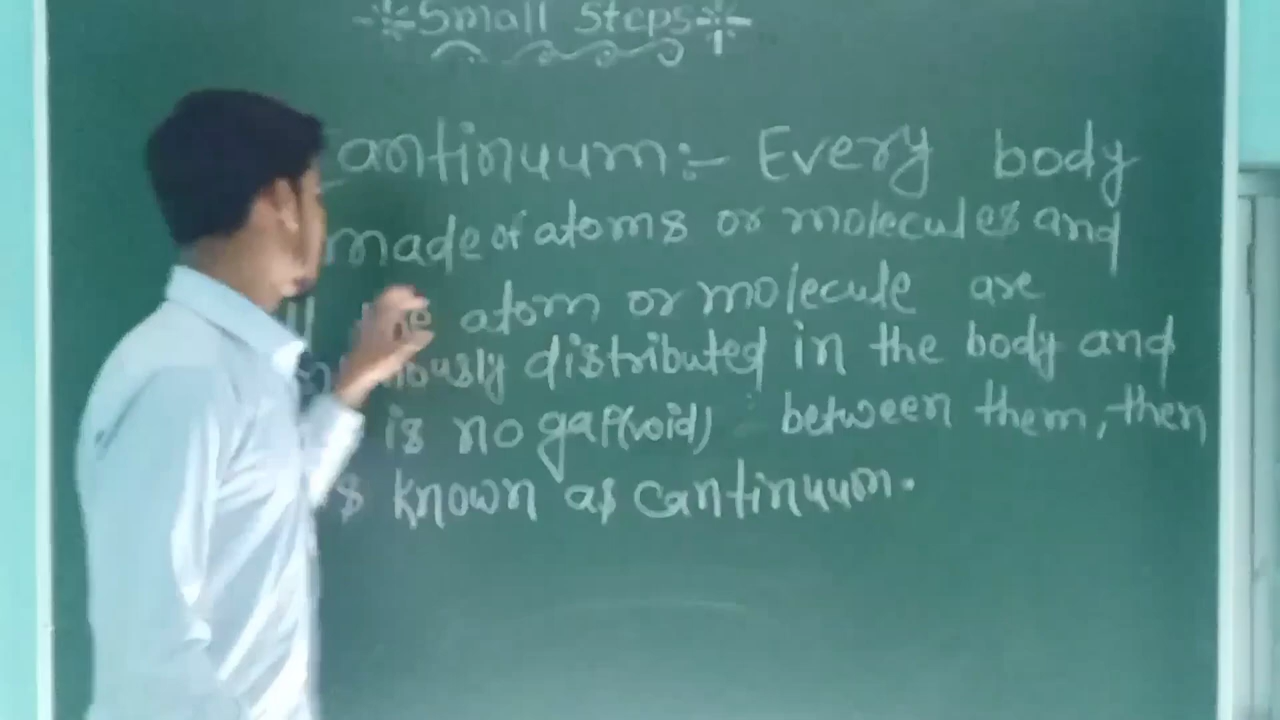 Small Steps
Cantinuum:- Every body
made of atoms or molecules and
the atom or molecule are
distributed in the body and
is no gap(void) between them, then
is known as cantinuum.